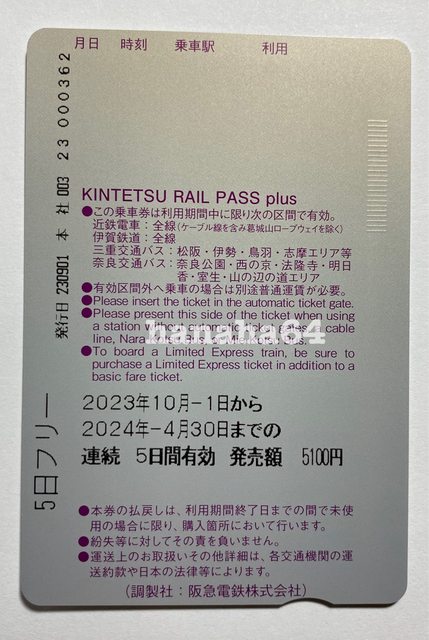 月日 時刻 乗車駅 利用
KINTETSU RAIL PASS plus
●この乗車券は利用期間中に限り次の区間で有効。
近鉄電車：全線(ケーブル線を含み葛城山ロープウェイを除く)
伊賀鉄道：全線
三重交通バス：松阪・伊勢・鳥羽・志摩エリア等
奈良交通バス：奈良公園・西の京・法隆寺・明日
香・室生・山の辺の道エリア
●有効区間外へ乗車の場合は別途普通運賃が必要。
●Please insert the ticket in the automatic ticket gate.
●Please present this side of the ticket when using
a station without automatic ticket gates, a cable
line, Nara
●To board a Limited Express train, be sure to
purchase a Limited Express ticket in addition to a
basic fare ticket.
hanaha64
2023年10月-1日から
2024年-4月30日までの
連続 5日間有効 発売額 5100円
●本券の払戻しは、利用期間終了日までの間で未使
用の場合に限り、購入箇所において行います。
●紛失等に対してその責を負いません。
●運送上のお取扱いその他詳細は、各交通機関の運
送約款や日本の法律等によります。
(調製社：阪急電鉄株式会社)
5日フリー
発行日 230901 本 社 003 23 000362